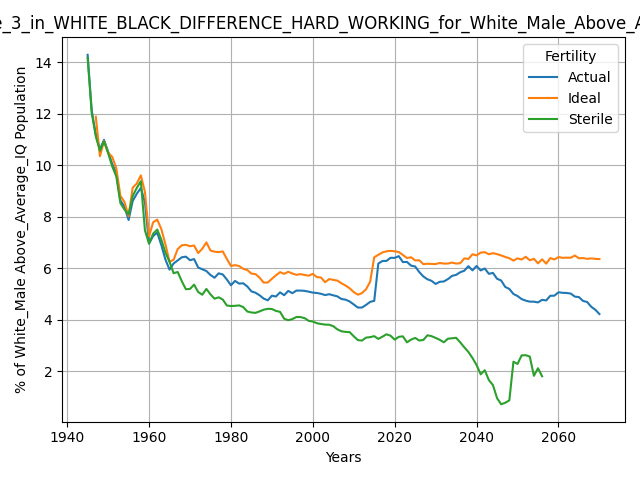 _3_in_WHITE_BLACK_DIFFERENCE_HARD_WORKING_for_White_Male_Above_A
Fertility
Actual
Ideal
Sterile
% of White_Male Above_Average_IQ Population
14
12
10
8
6
4
2
1940 1960 1980 2000 2020 2040 2060
Years